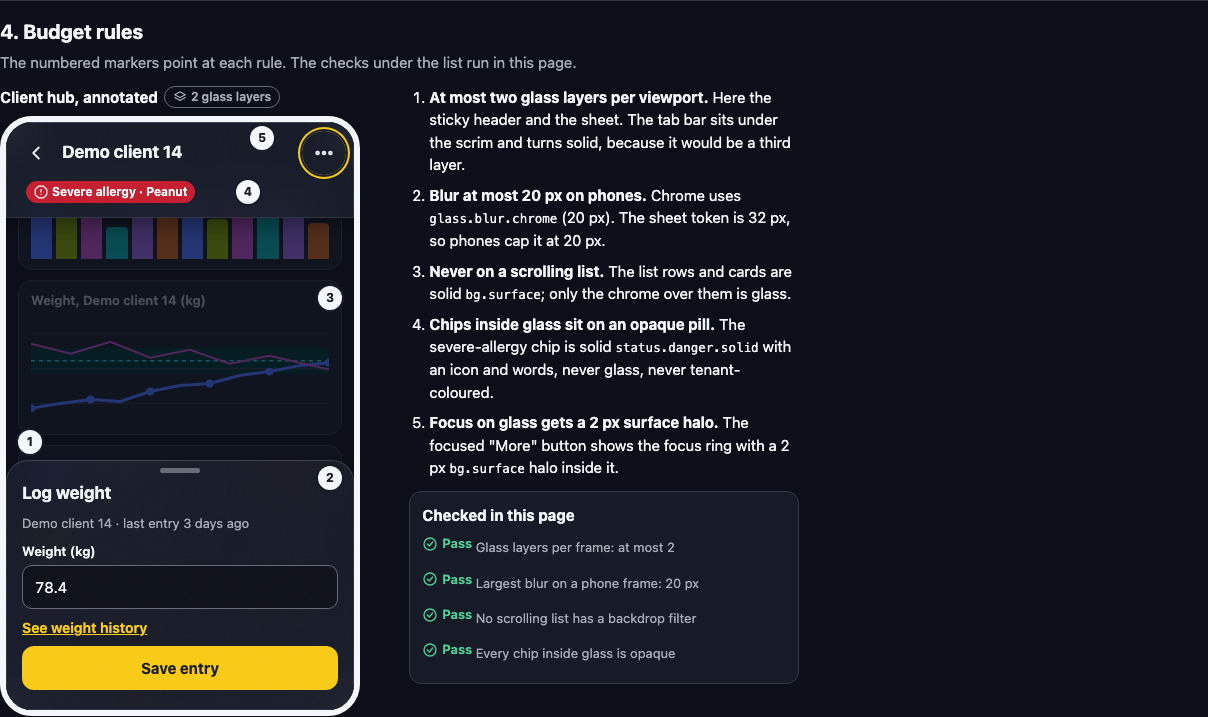 4. Budget rules
The numbered markers point at each rule. The checks under the list run in this page.
Client hub, annotated
2 glass layers
5
Demo client 14
Severe allergy · Peanut
4
Weight, Demo client 14 (kg)
3
1
2
Log weight
Demo client 14 · last entry 3 days ago
Weight (kg)
78.4
See weight history
Save entry
1. At most two glass layers per viewport. Here the
sticky header and the sheet. The tab bar sits under
the scrim and turns solid, because it would be a third
layer.
2. Blur at most 20 px on phones. Chrome uses
glass.blur.chrome (20 px). The sheet token is 32 px,
so phones cap it at 20 px.
3. Never on a scrolling list. The list rows and cards are
solid bg.surface; only the chrome over them is glass.
4. Chips inside glass sit on an opaque pill. The
severe-allergy chip is solid status.danger.solid with
an icon and words, never glass, never tenant-
coloured.
5. Focus on glass gets a 2 px surface halo. The
focused "More" button shows the focus ring with a 2
px bg.surface halo inside it.
Checked in this page
Pass Glass layers per frame: at most 2
Pass Largest blur on a phone frame: 20 px
Pass No scrolling list has a backdrop filter
Pass Every chip inside glass is opaque